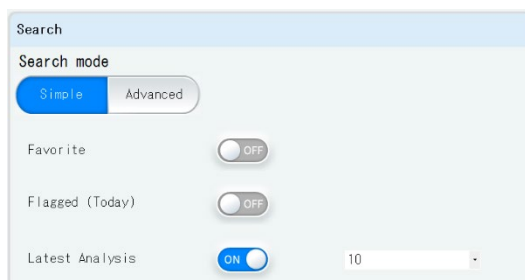 Search
Search mode
Simple Advanced
Favorite OFF
Flagged (Today) OFF
Latest Analysis ON 10